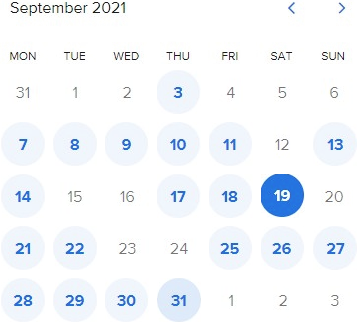 September 2021
MON TUE WED THU FRI SAT SUN
31 1 2 3 4 5 6
7 8 9 10 11 12 13
14 15 16 17 18 19 20
21 22 23 24 25 26 27
28 29 30 31 1 2 3